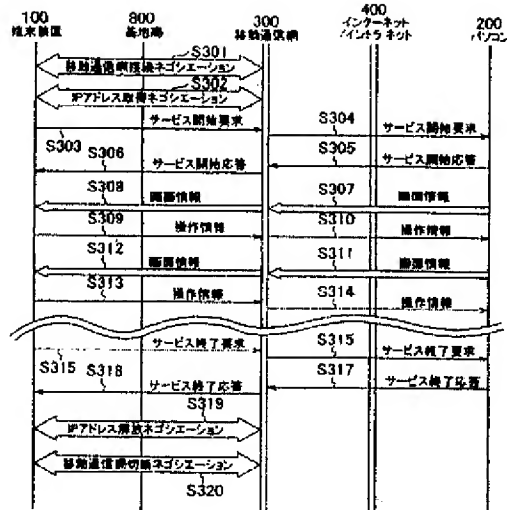 100
端末装置
800
基地局
300
移動通信網
400
インターネット
/イントラネット
200
パソコン
S301
移動通信網接続ネゴシエーション
S302
IPアドレス取得ネゴシエーション
サービス開始要求
S303
S304
サービス開始要求
S305
サービス開始応答
S306
サービス開始応答
S307
画面情報
S308
画面情報
S309
操作情報
S310
操作情報
S311
画面情報
S312
画面情報
S313
操作情報
S314
操作情報
サービス終了要求
S315
S315
サービス終了要求
S317
サービス終了応答
S318
サービス終了応答
S319
IPアドレス解放ネゴシエーション
移動通信網切断ネゴシエーション
S320